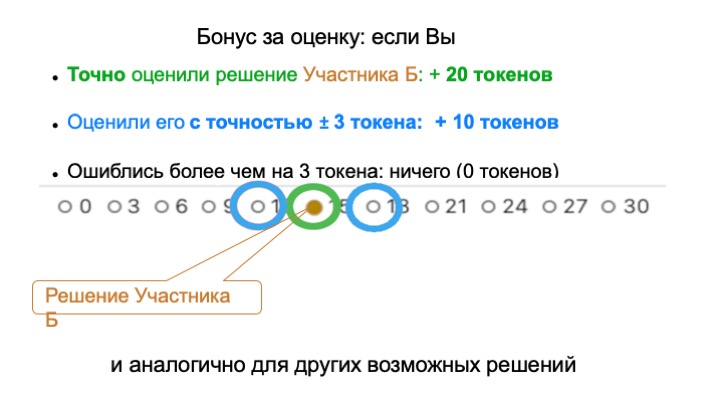 Бонус за оценку: если Вы
• Точно оценили решение Участника Б: + 20 токенов
• Оценили его с точностью ± 3 токена: + 10 токенов
• Ошиблись более чем на 3 токена: ничего (0 токенов)
0 3 6 9 1 15 18 21 24 27 30
Решение Участника
Б
и аналогично для других возможных решений